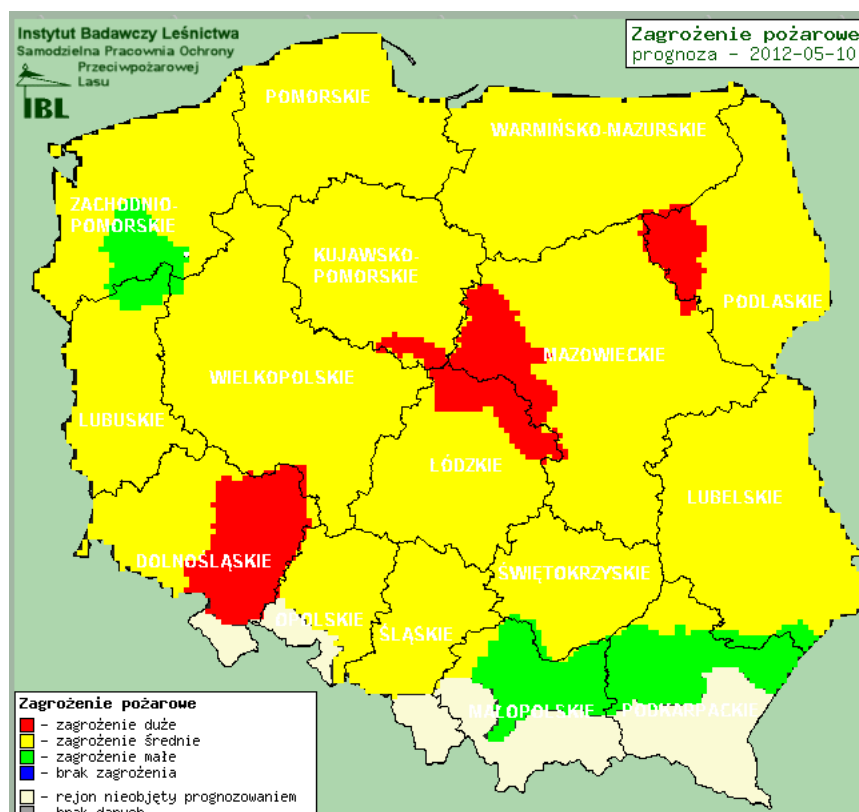 Instytut Badawczy Leśnictwa
Samodzielna Pracownia Ochrony
Przeciwpożarowej
Lasu
IBL
Zagrożenie pożarowe
prognoza - 2012-05-10
POMORSKIE
WARMIŃSKO-MAZURSKIE
ZACHODNIO-
POMORSKIE
KUJAWSKO-
POMORSKIE
PODLASKIE
MAZOWIECKIE
WIELKOPOLSKIE
LUBUSKIE
ŁÓDZKIE
LUBELSKIE
DOLNOŚLĄSKIE
ŚWIĘTOKRZYSKIE
OPOLSKIE
ŚLĄSKIE
MAŁOPOLSKIE
PODKARPACKIE
Zagrożenie pożarowe
- zagrożenie duże
- zagrożenie średnie
- zagrożenie małe
- brak zagrożenia
- rejon nieobjęty prognozowaniem
- brak danych